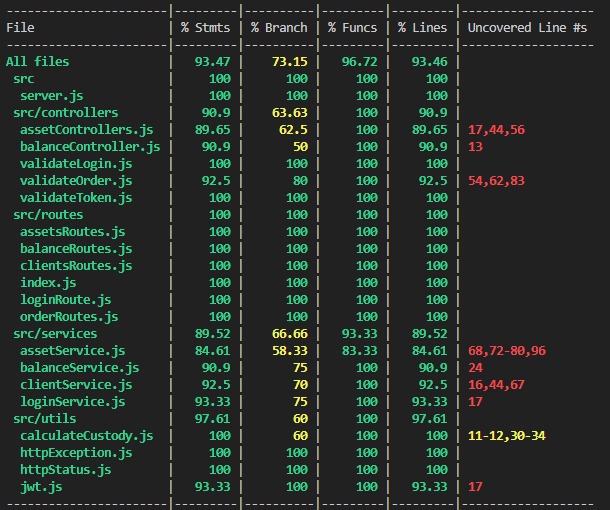 ---------------------|---------|----------|---------|---------|-------------------
File                 | % Stmts | % Branch | % Funcs | % Lines | Uncovered Line #s
---------------------|---------|----------|---------|---------|-------------------
All files            |   93.47 |    73.15 |   96.72 |   93.46 |
 src                 |     100 |      100 |     100 |     100 |
  server.js          |     100 |      100 |     100 |     100 |
 src/controllers     |    90.9 |    63.63 |     100 |    90.9 |
  assetControllers.js |   89.65 |     62.5 |     100 |   89.65 | 17,44,56
  balanceController.js |    90.9 |       50 |     100 |    90.9 | 13
  validateLogin.js   |     100 |      100 |     100 |     100 |
  validateOrder.js   |    92.5 |       80 |     100 |    92.5 | 54,62,83
  validateToken.js   |     100 |      100 |     100 |     100 |
 src/routes          |     100 |      100 |     100 |     100 |
  assetsRoutes.js    |     100 |      100 |     100 |     100 |
  balanceRoutes.js   |     100 |      100 |     100 |     100 |
  clientsRoutes.js   |     100 |      100 |     100 |     100 |
  index.js           |     100 |      100 |     100 |     100 |
  loginRoute.js      |     100 |      100 |     100 |     100 |
  orderRoutes.js     |     100 |      100 |     100 |     100 |
 src/services        |   89.52 |    66.66 |   93.33 |   89.52 |
  assetService.js    |   84.61 |    58.33 |   83.33 |   84.61 | 68,72-80,96
  balanceService.js  |    90.9 |       75 |     100 |    90.9 | 24
  clientService.js   |    92.5 |       70 |     100 |    92.5 | 16,44,67
  loginService.js    |   93.33 |       75 |     100 |   93.33 | 17
 src/utils           |   97.61 |       60 |     100 |   97.61 |
  calculateCustody.js |     100 |       60 |     100 |     100 | 11-12,30-34
  httpException.js   |     100 |      100 |     100 |     100 |
  httpStatus.js      |     100 |      100 |     100 |     100 |
  jwt.js             |   93.33 |      100 |     100 |   93.33 | 17
---------------------|---------|----------|---------|---------|-------------------